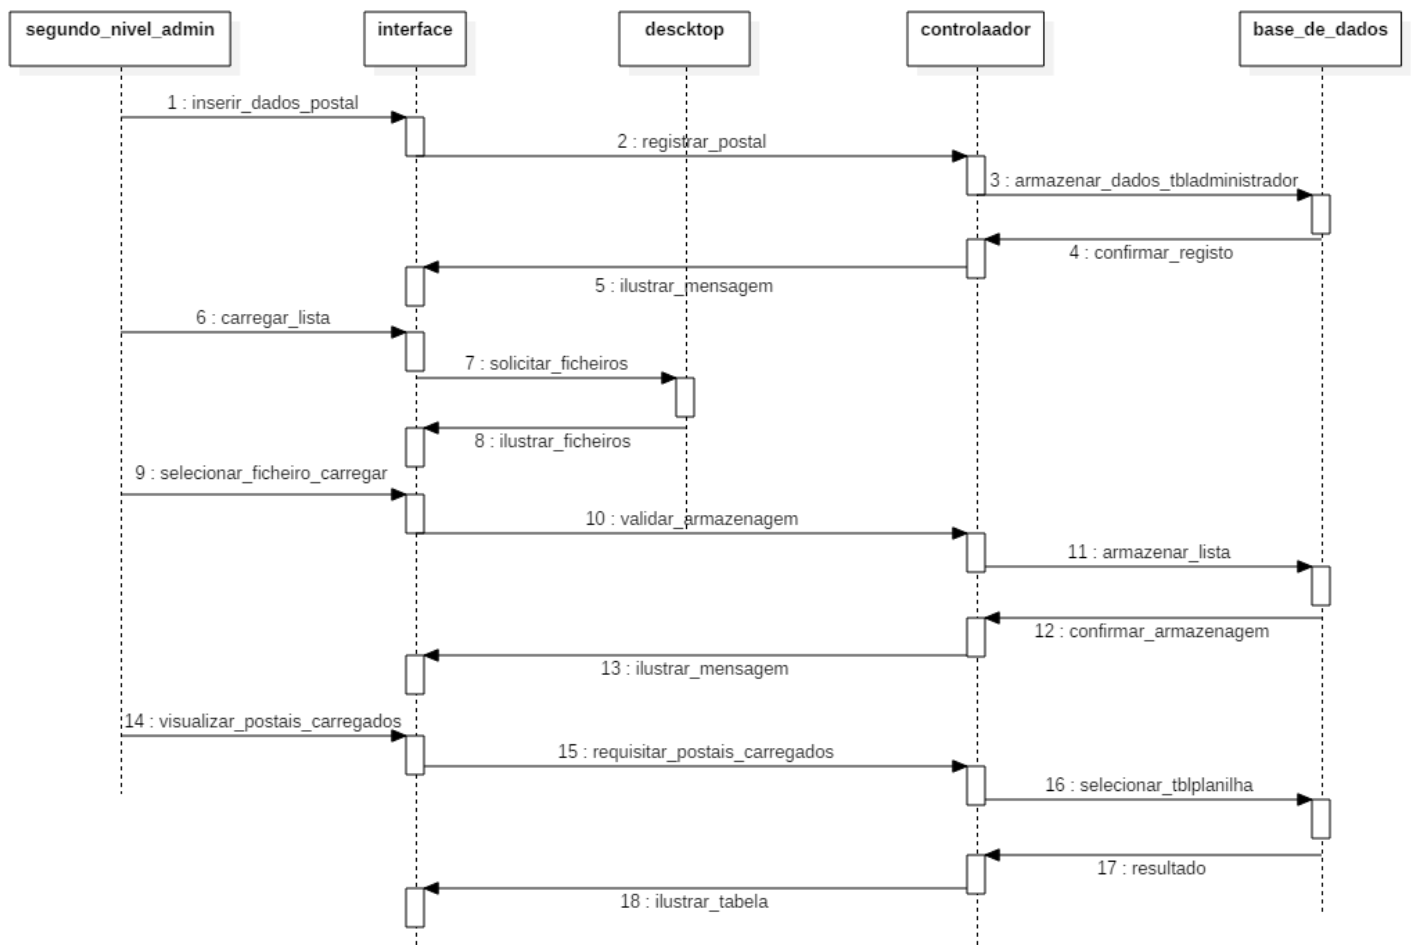 segundo_nivel_admin
interface
descktop
controlaador
base_de_dados
1 : inserir_dados_postal
2 : registrar_postal
3 : armazenar_dados_tbladministrador
4 : confirmar_registo
5 : ilustrar_mensagem
6 : carregar_lista
7 : solicitar_ficheiros
8 : ilustrar_ficheiros
9 : selecionar_ficheiro_carregar
10 : validar_armazenagem
11 : armazenar_lista
12 : confirmar_armazenagem
13 : ilustrar_mensagem
14 : visualizar_postais_carregados
15 : requisitar_postais_carregados
16 : selecionar_tblplanilha
17 : resultado
18 : ilustrar_tabela